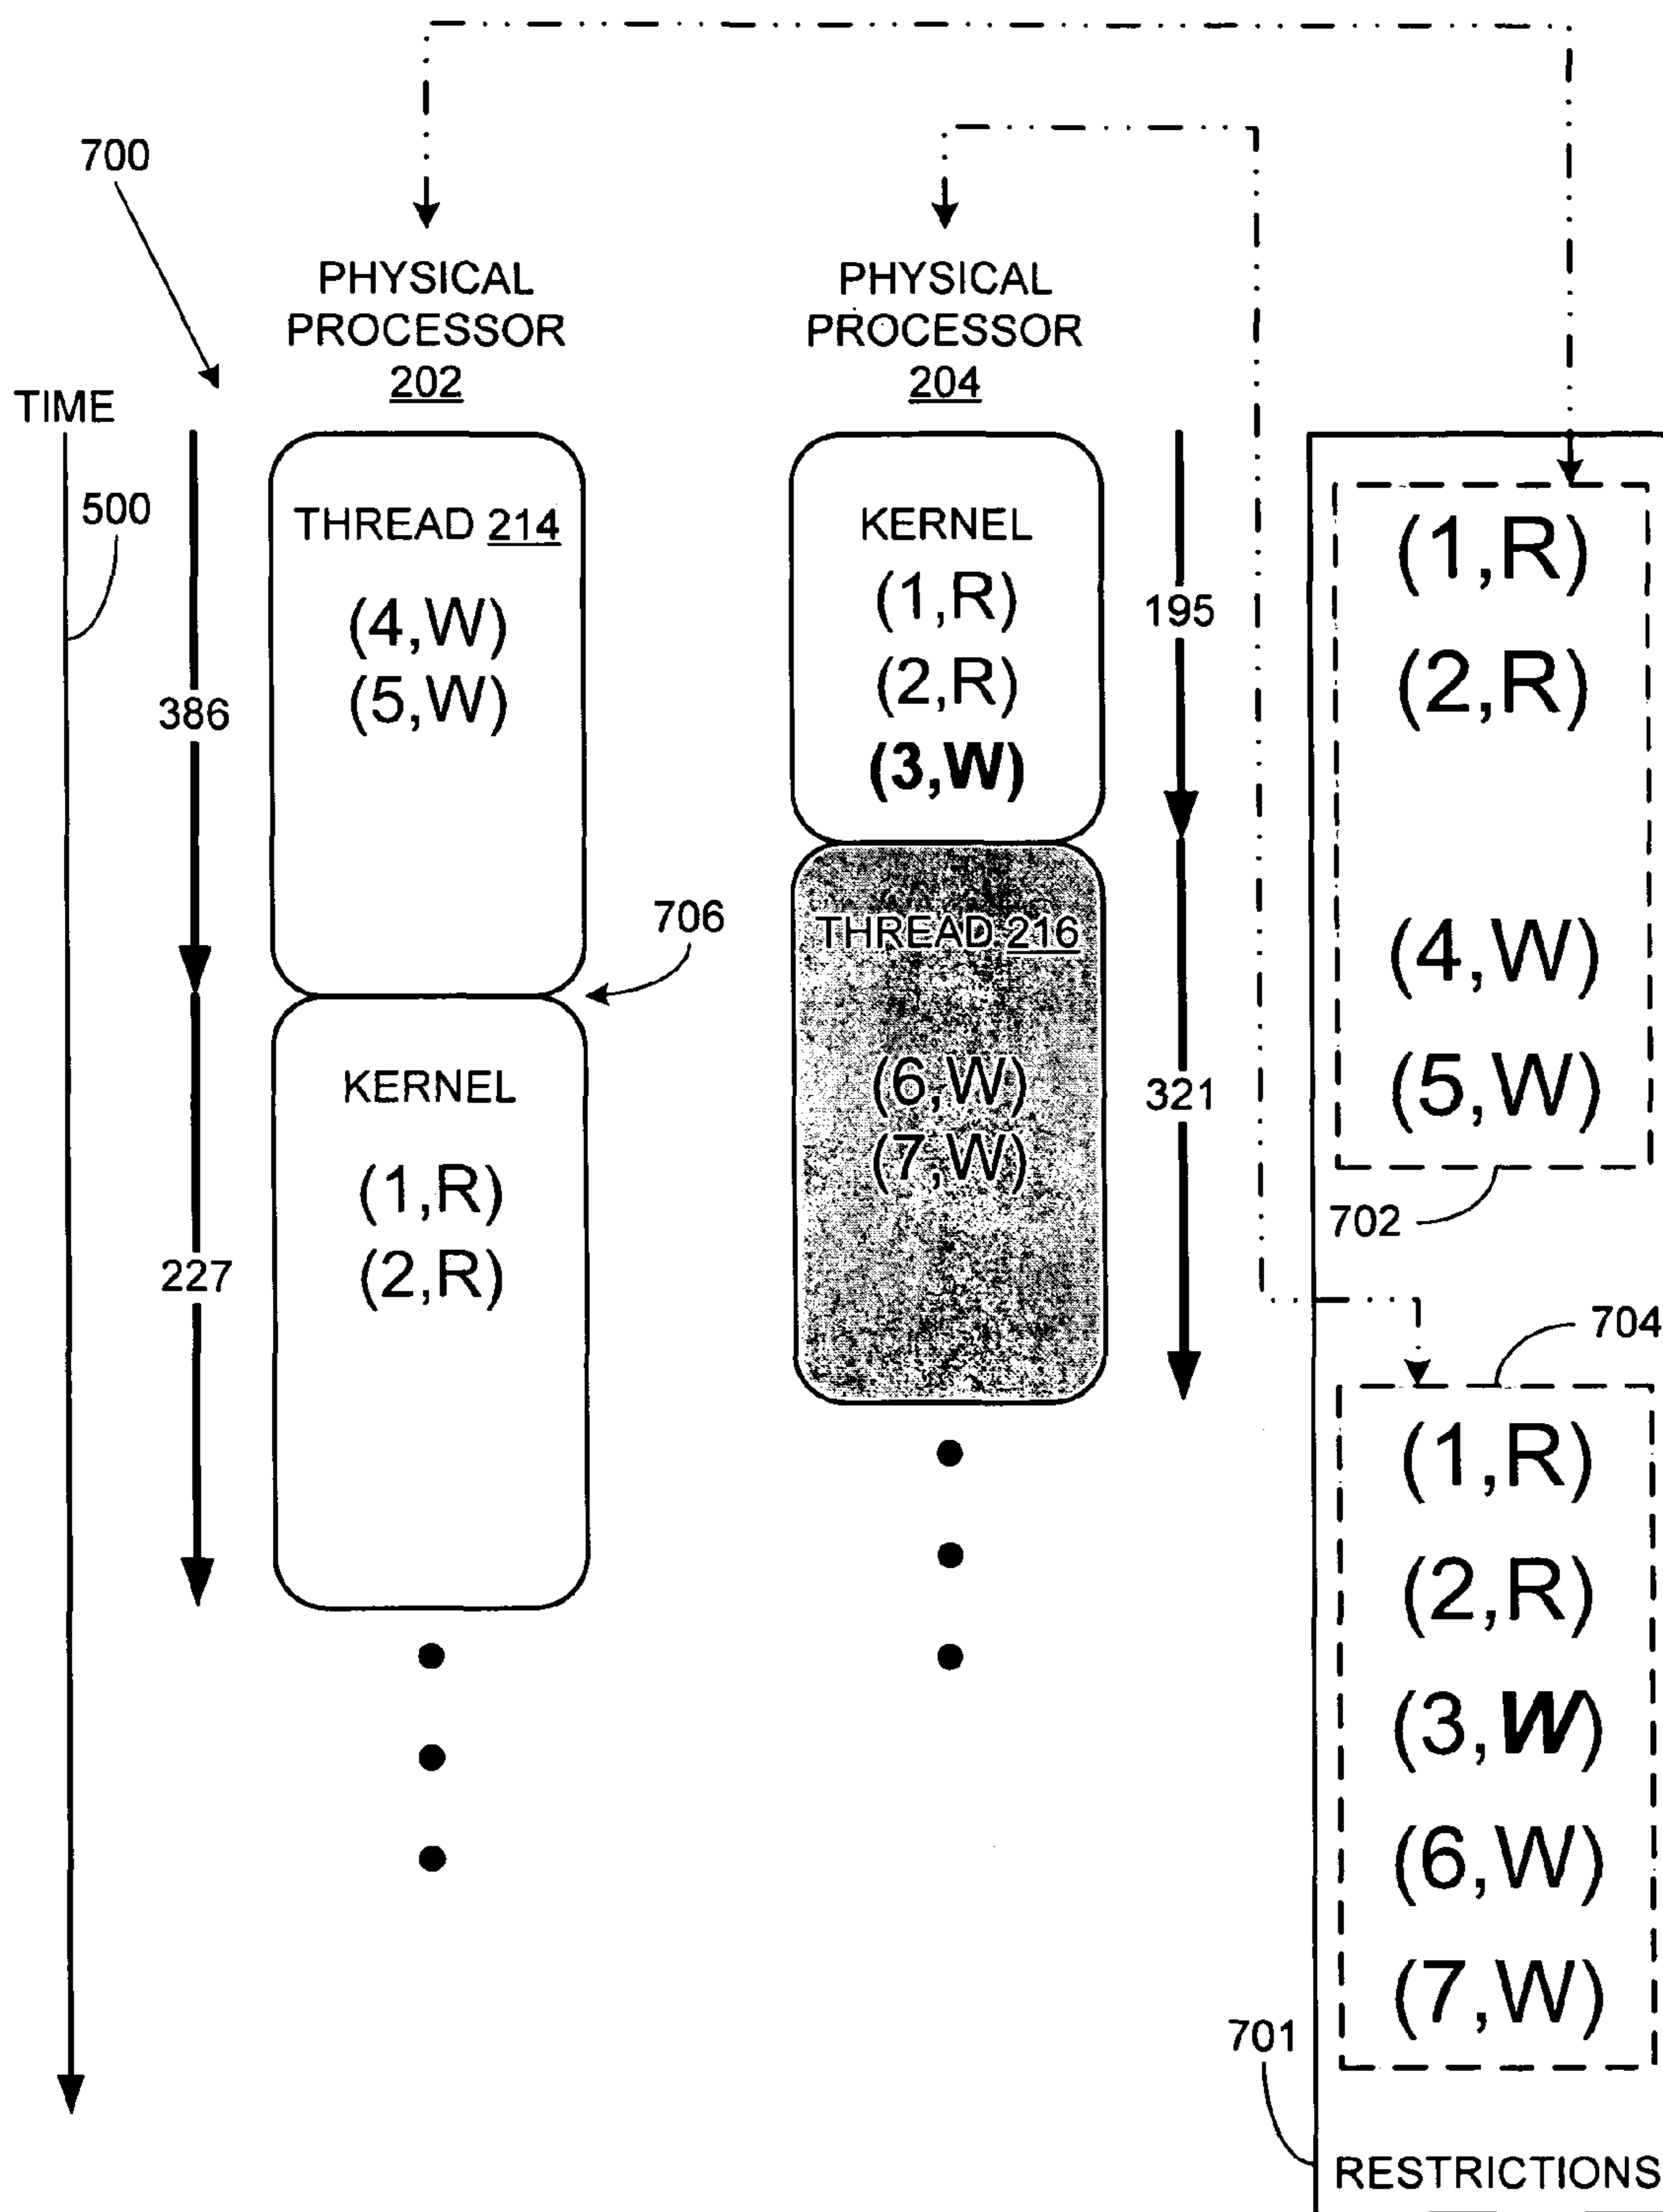 700
PHYSICAL
PROCESSOR
202
PHYSICAL
PROCESSOR
204
TIME
500
386
227
THREAD 214
(4,W)
(5,W)
706
KERNEL
(1,R)
(2,R)
KERNEL
(1,R)
(2,R)
(3,W)
THREAD 216
(6,W)
(7,W)
195
321
(1,R)
(2,R)
(4,W)
(5,W)
702
704
(1,R)
(2,R)
(3,W)
(6,W)
(7,W)
701
RESTRICTIONS